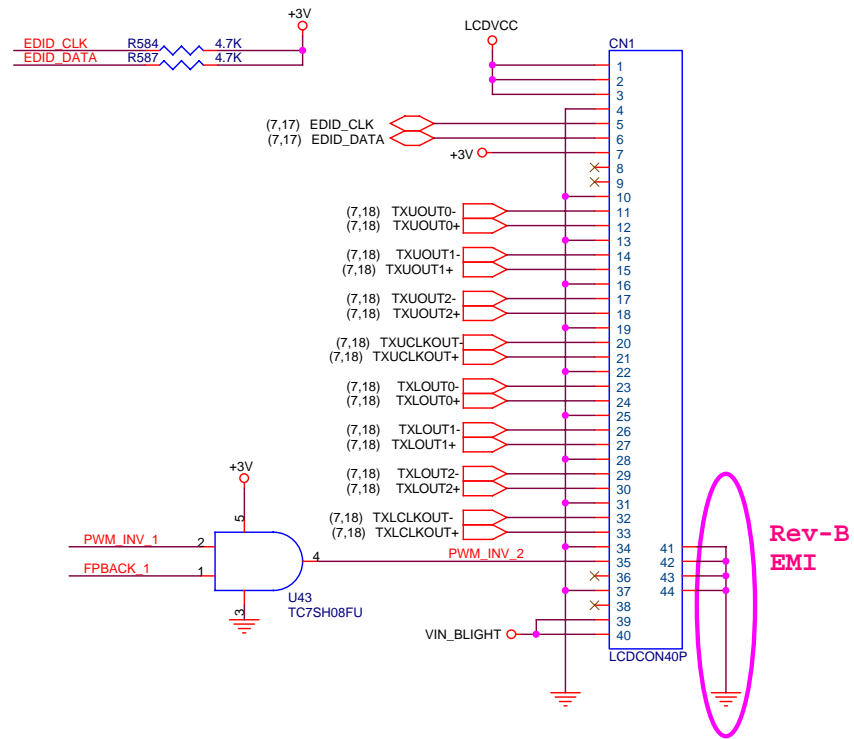 +3V
EDID_CLK R584 4.7K
EDID_DATA R587 4.7K
LCDVCC
CN1
1
2
3
4
(7,17) EDID_CLK 5
(7,17) EDID_DATA 6
+3V 7
8
9
10
(7,18) TXUOUT0- 11
(7,18) TXUOUT0+ 12
13
(7,18) TXUOUT1- 14
(7,18) TXUOUT1+ 15
16
(7,18) TXUOUT2- 17
(7,18) TXUOUT2+ 18
19
(7,18) TXUCLKOUT- 20
(7,18) TXUCLKOUT+ 21
22
(7,18) TXLOUT0- 23
(7,18) TXLOUT0+ 24
25
(7,18) TXLOUT1- 26
(7,18) TXLOUT1+ 27
28
(7,18) TXLOUT2- 29
(7,18) TXLOUT2+ 30
31
(7,18) TXLCLKOUT- 32
(7,18) TXLCLKOUT+ 33
34 41
35 42
36 43
37 44
38
39
VIN_BLIGHT 40
LCDCON40P
+3V
5
PWM_INV_1 2
4 PWM_INV_2
FPBACK_1 1
3
U43
TC7SH08FU
Rev-B
EMI